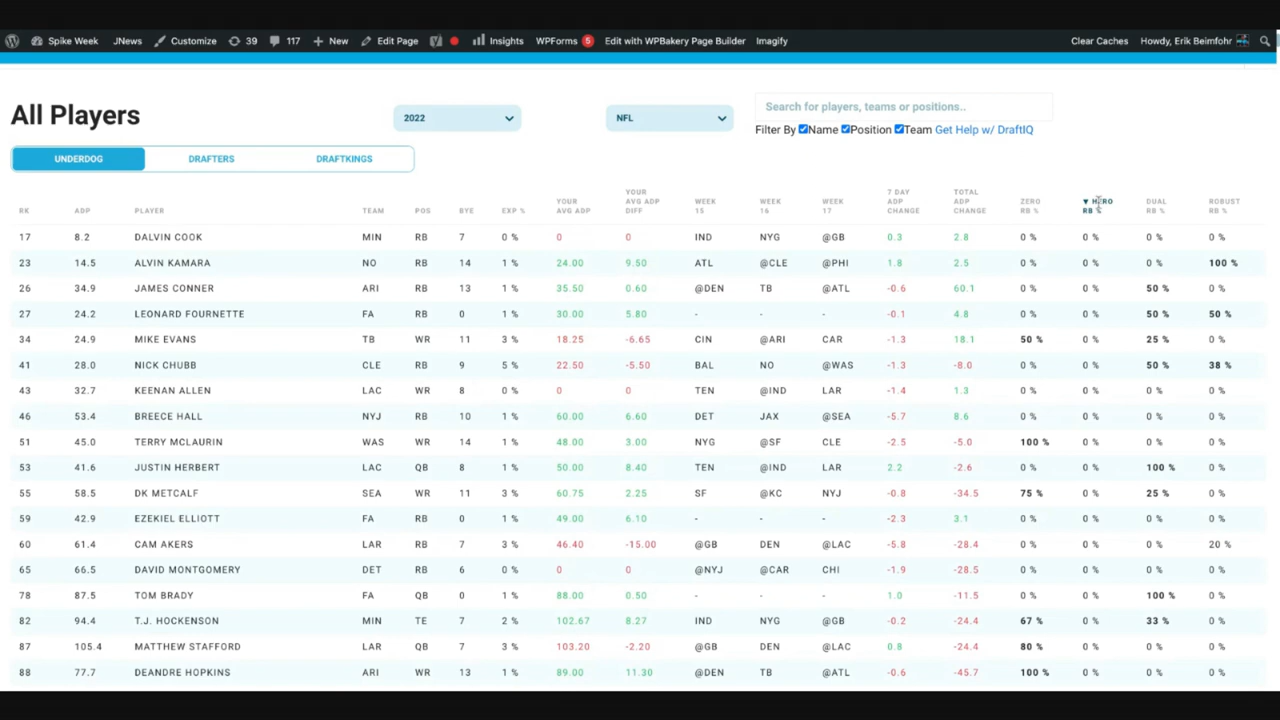 Spike Week JNews Customize 39 117 New Edit Page Insights WPForms 5 Edit with WPBakery Page Builder Imagify Clear Caches Howdy, Erik Beimfohr
All Players 2022 NFL Search for players, teams or positions..
Filter By Name Position Team Get Help w/ DraftIQ
UNDERDOG DRAFTERS DRAFTKINGS
RK ADP PLAYER TEAM POS BYE EXP % YOUR AVG ADP YOUR AVG ADP DIFF WEEK 15 WEEK 16 WEEK 17 7 DAY ADP CHANGE TOTAL ADP CHANGE ZERO RB % ▼ HERO RB % DUAL RB % ROBUST RB %
17 8.2 DALVIN COOK MIN RB 7 0 % 0 0 IND NYG @GB 0.3 2.8 0 % 0 % 0 % 0 %
23 14.5 ALVIN KAMARA NO RB 14 1 % 24.00 9.50 ATL @CLE @PHI 1.8 2.5 0 % 0 % 0 % 100 %
26 34.9 JAMES CONNER ARI RB 13 1 % 35.50 0.60 @DEN TB @ATL -0.6 60.1 0 % 0 % 50 % 0 %
27 24.2 LEONARD FOURNETTE FA RB 0 1 % 30.00 5.80 - - - -0.1 4.8 0 % 0 % 50 % 50 %
34 24.9 MIKE EVANS TB WR 11 3 % 18.25 -6.65 CIN @ARI CAR -1.3 18.1 50 % 0 % 25 % 0 %
41 28.0 NICK CHUBB CLE RB 9 5 % 22.50 -5.50 BAL NO @WAS -1.3 -8.0 0 % 0 % 50 % 38 %
43 32.7 KEENAN ALLEN LAC WR 8 0 % 0 0 TEN @IND LAR -1.4 1.3 0 % 0 % 0 % 0 %
46 53.4 BREECE HALL NYJ RB 10 1 % 60.00 6.60 DET JAX @SEA -5.7 8.6 0 % 0 % 0 % 0 %
51 45.0 TERRY MCLAURIN WAS WR 14 1 % 48.00 3.00 NYG @SF CLE -2.5 -5.0 100 % 0 % 0 % 0 %
53 41.6 JUSTIN HERBERT LAC QB 8 1 % 50.00 8.40 TEN @IND LAR 2.2 -2.6 0 % 0 % 100 % 0 %
55 58.5 DK METCALF SEA WR 11 3 % 60.75 2.25 SF @KC NYJ -0.8 -34.5 75 % 0 % 25 % 0 %
59 42.9 EZEKIEL ELLIOTT FA RB 0 1 % 49.00 6.10 - - - -2.3 3.1 0 % 0 % 0 % 0 %
60 61.4 CAM AKERS LAR RB 7 3 % 46.40 -15.00 @GB DEN @LAC -5.8 -28.4 0 % 0 % 0 % 20 %
65 66.5 DAVID MONTGOMERY DET RB 6 0 % 0 0 @NYJ @CAR CHI -1.9 -28.5 0 % 0 % 0 % 0 %
78 87.5 TOM BRADY FA QB 0 1 % 88.00 0.50 - - - 1.0 -11.5 0 % 0 % 100 % 0 %
82 94.4 T.J. HOCKENSON MIN TE 7 2 % 102.67 8.27 IND NYG @GB -0.2 -24.4 67 % 0 % 33 % 0 %
87 105.4 MATTHEW STAFFORD LAR QB 7 3 % 103.20 -2.20 @GB DEN @LAC 0.8 -24.4 80 % 0 % 0 % 0 %
88 77.7 DEANDRE HOPKINS ARI WR 13 1 % 89.00 11.30 @DEN TB @ATL -0.6 -45.7 100 % 0 % 0 % 0 %